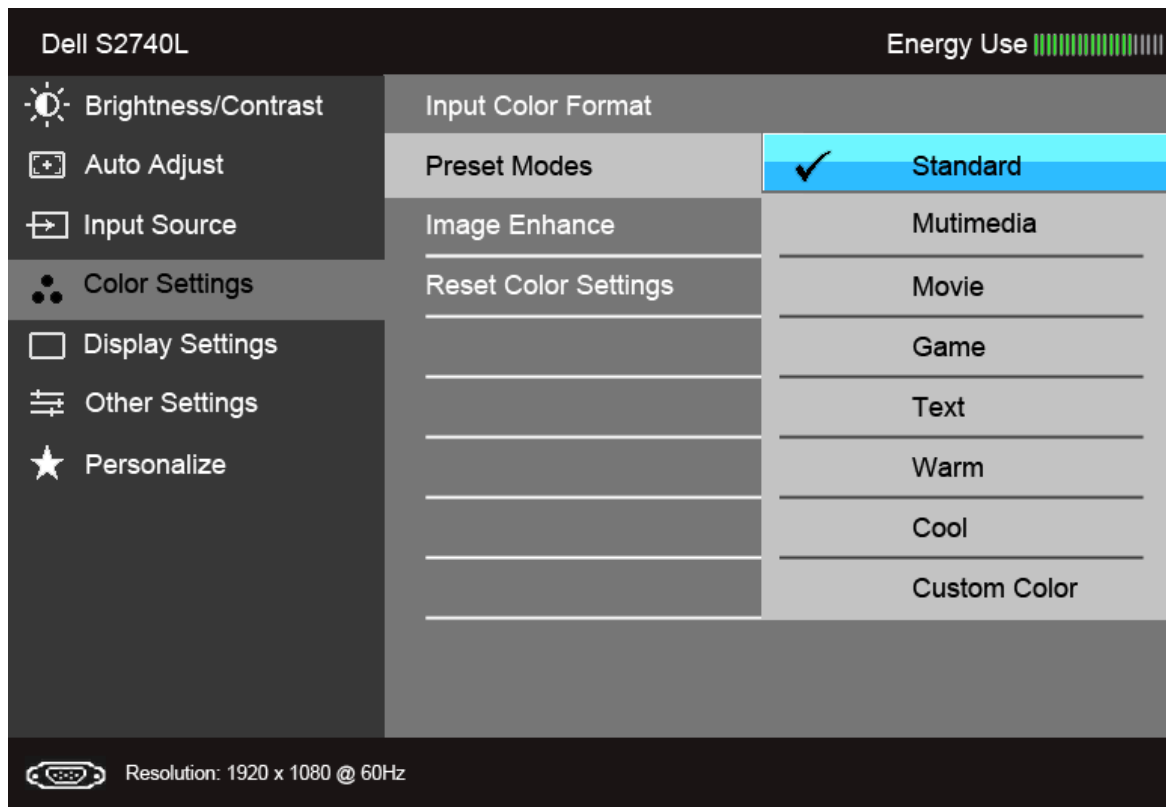 Dell S2740L
Energy Use
Brightness/Contrast
Auto Adjust
Input Source
Color Settings
Display Settings
Other Settings
Personalize
Input Color Format
Preset Modes
Image Enhance
Reset Color Settings
Standard
Mutimedia
Movie
Game
Text
Warm
Cool
Custom Color
Resolution: 1920 x 1080 @ 60Hz